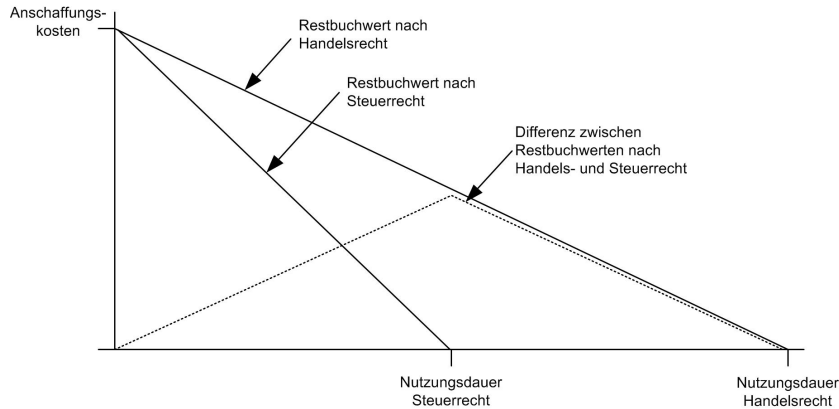 Anschaffungs-
kosten
Restbuchwert nach
Handelsrecht
Restbuchwert nach
Steuerrecht
Differenz zwischen
Restbuchwerten nach
Handels- und Steuerrecht
Nutzungsdauer
Steuerrecht
Nutzungsdauer
Handelsrecht